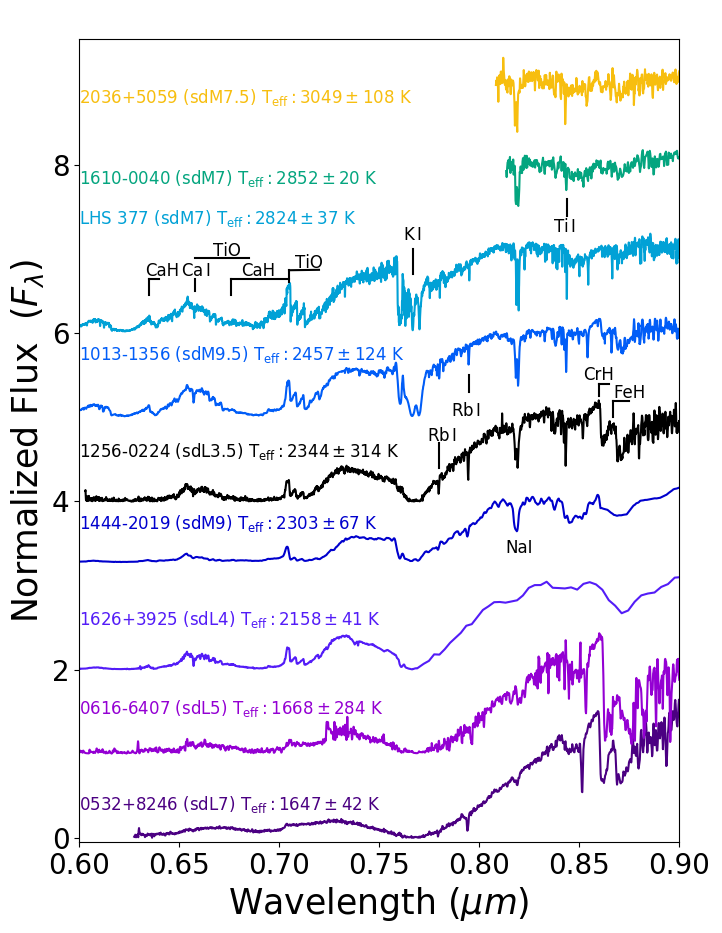 2036+5059 (sdM7.5) T_eff : 3049 ± 108 K
8
1610-0040 (sdM7) T_eff : 2852 ± 20 K
LHS 377 (sdM7) T_eff : 2824 ± 37 K
Ti I
K I
TiO
TiO
CaH Ca I CaH
6
1013-1356 (sdM9.5) T_eff : 2457 ± 124 K
CrH
FeH
Rb I
Rb I
1256-0224 (sdL3.5) T_eff : 2344 ± 314 K
4
1444-2019 (sdM9) T_eff : 2303 ± 67 K
NaI
1626+3925 (sdL4) T_eff : 2158 ± 41 K
2
0616-6407 (sdL5) T_eff : 1668 ± 284 K
0532+8246 (sdL7) T_eff : 1647 ± 42 K
0
0.60 0.65 0.70 0.75 0.80 0.85 0.90
Wavelength (μm)
Normalized Flux (F_λ)